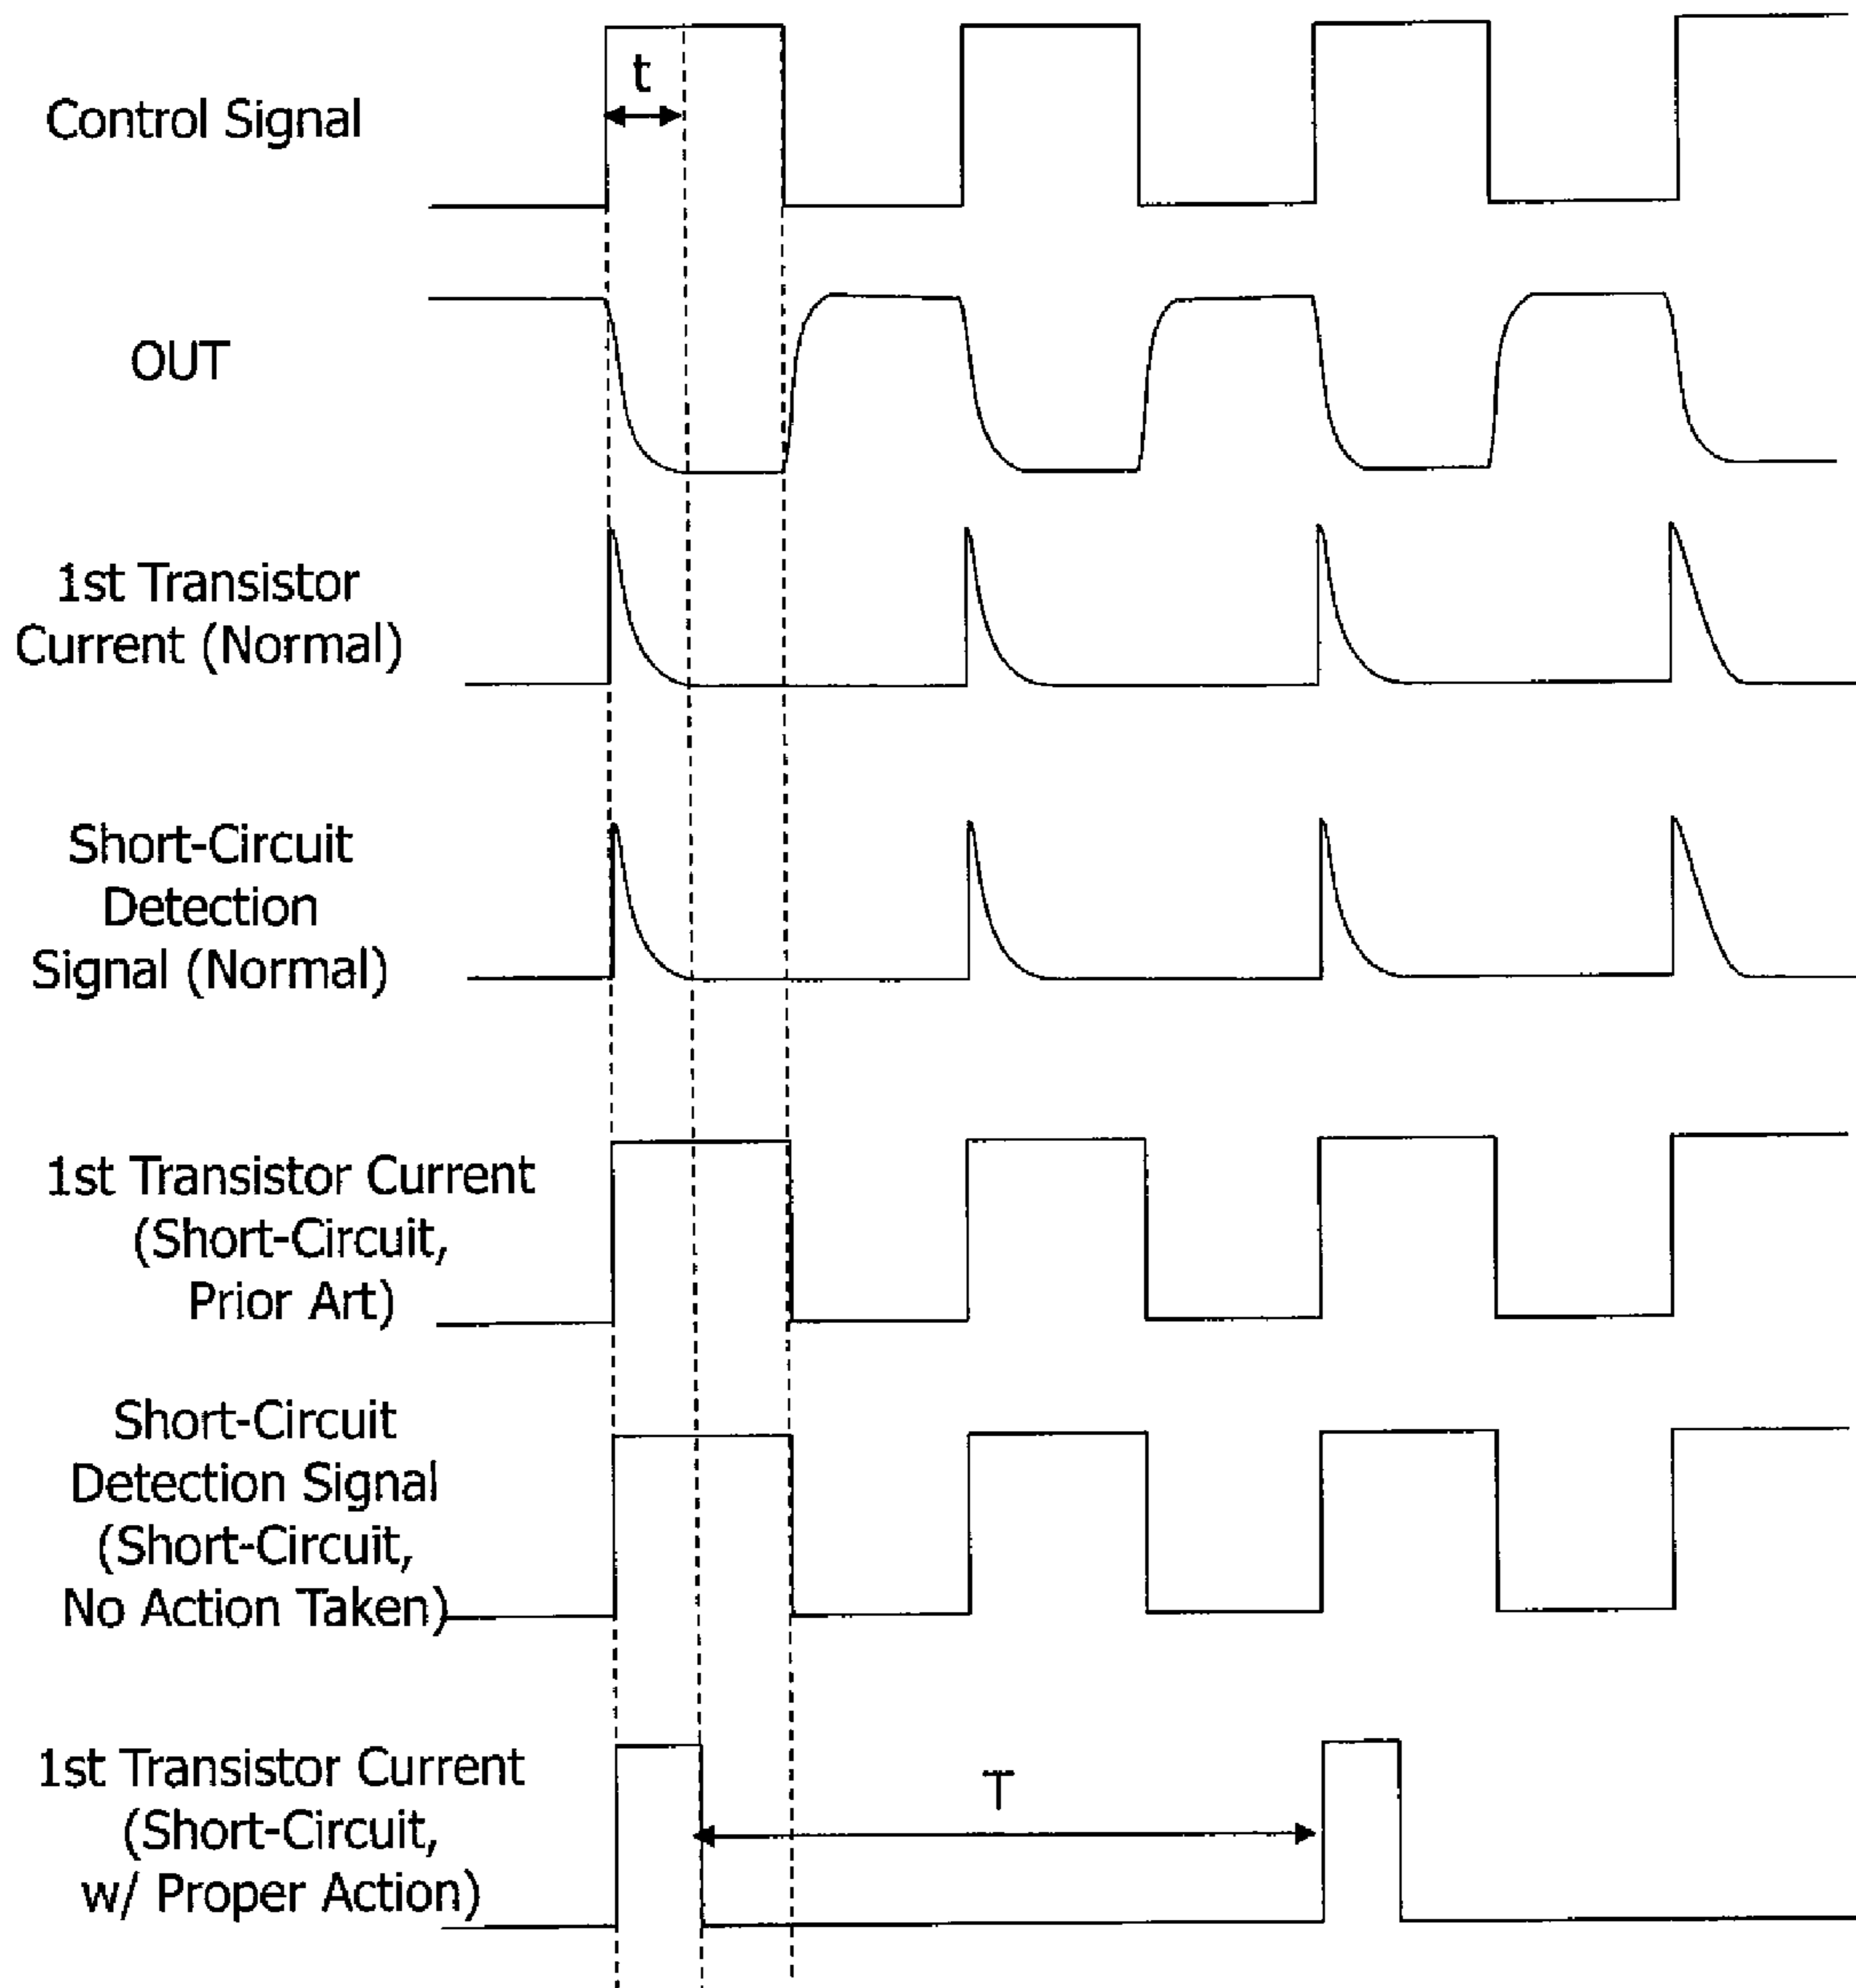 t
Control Signal
OUT
1st Transistor
Current (Normal)
Short-Circuit
Detection
Signal (Normal)
1st Transistor Current
(Short-Circuit,
Prior Art)
Short-Circuit
Detection Signal
(Short-Circuit,
No Action Taken)
1st Transistor Current
(Short-Circuit,
w/ Proper Action)
T